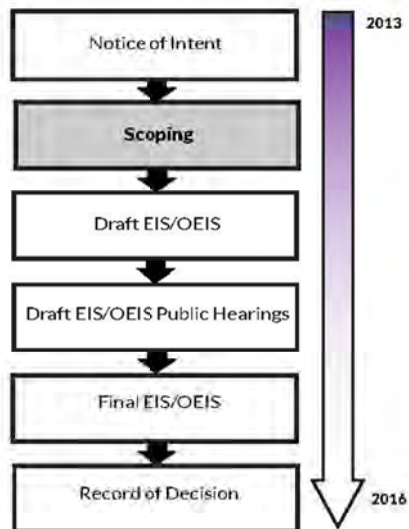 Notice of Intent
2013
Scoping
Draft EIS/OEIS
Draft EIS/OEIS Public Hearings
Final EIS/OEIS
Record of Decision
2016